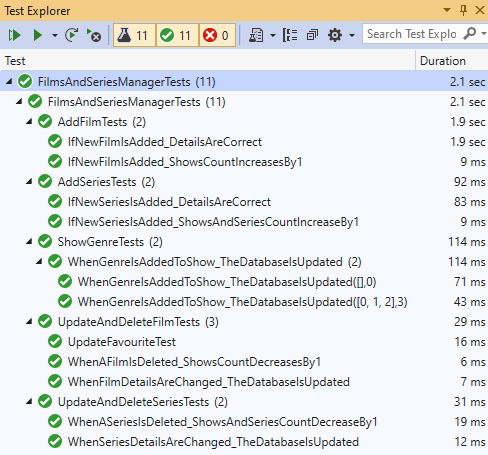 Test Explorer
11 11 0 Search Test Explo
Test Duration
FilmsAndSeriesManagerTests (11) 2.1 sec
FilmsAndSeriesManagerTests (11) 2.1 sec
AddFilmTests (2) 1.9 sec
IfNewFilmIsAdded_DetailsAreCorrect 1.9 sec
IfNewFilmIsAdded_ShowsCountIncreasesBy1 9 ms
AddSeriesTests (2) 92 ms
IfNewSeriesIsAdded_DetailsAreCorrect 83 ms
IfNewSeriesIsAdded_ShowsAndSeriesCountIncreaseBy1 9 ms
ShowGenreTests (2) 114 ms
WhenGenreIsAddedToShow_TheDatabaseIsUpdated (2) 114 ms
WhenGenreIsAddedToShow_TheDatabaseIsUpdated([],0) 71 ms
WhenGenreIsAddedToShow_TheDatabaseIsUpdated([0, 1, 2],3) 43 ms
UpdateAndDeleteFilmTests (3) 29 ms
UpdateFavouriteTest 16 ms
WhenAFilmIsDeleted_ShowsCountDecreasesBy1 6 ms
WhenFilmDetailsAreChanged_TheDatabaseIsUpdated 7 ms
UpdateAndDeleteSeriesTests (2) 31 ms
WhenASeriesIsDeleted_ShowsAndSeriesCountDecreaseBy1 19 ms
WhenSeriesDetailsAreChanged_TheDatabaseIsUpdated 12 ms